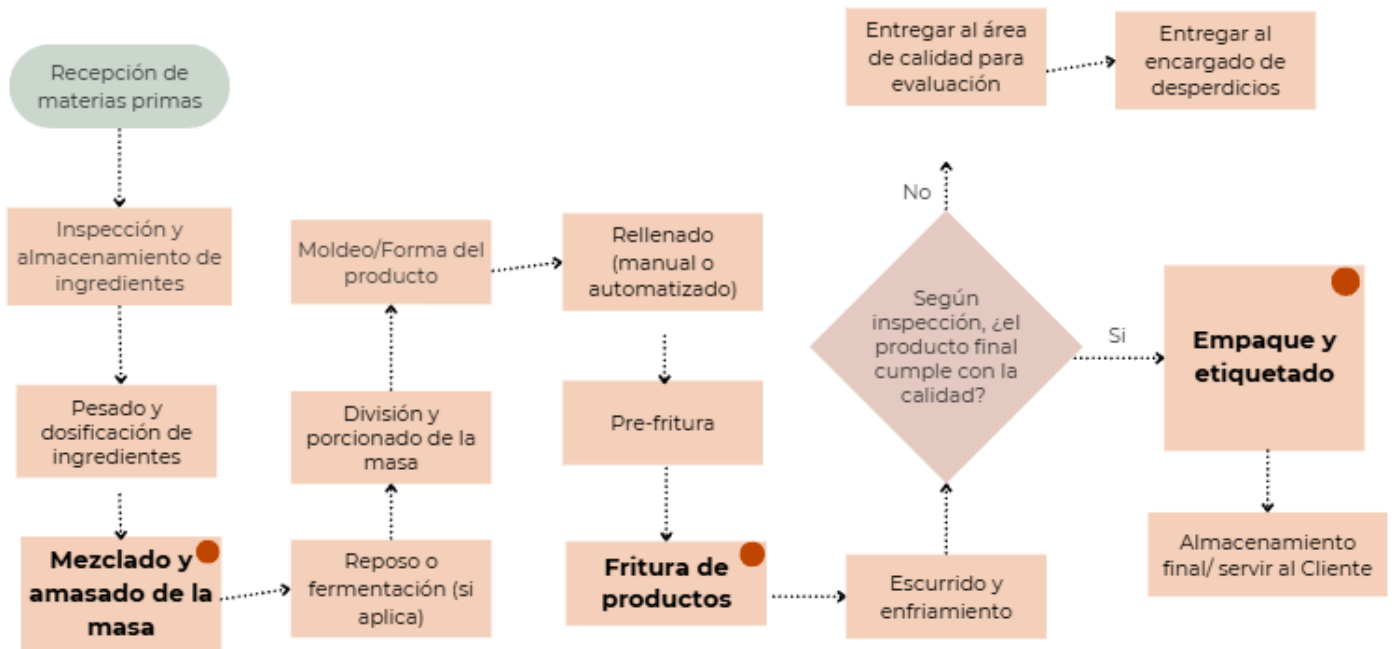 Recepción de
materias primas
Inspección y
almacenamiento de
ingredientes
Pesado y
dosificación de
ingredientes
Mezclado y
amasado de la
masa
Reposo o
fermentación (si
aplica)
División y
porcionado de la
masa
Moldeo/Forma del
producto
Rellenado
(manual o
automatizado)
Pre-fritura
Fritura de
productos
Escurrido y
enfriamiento
Según
inspección, ¿el
producto final
cumple con la
calidad?
No
Entregar al área
de calidad para
evaluación
Entregar al
encargado de
desperdicios
Si
Empaque y
etiquetado
Almacenamiento
final/ servir al Cliente